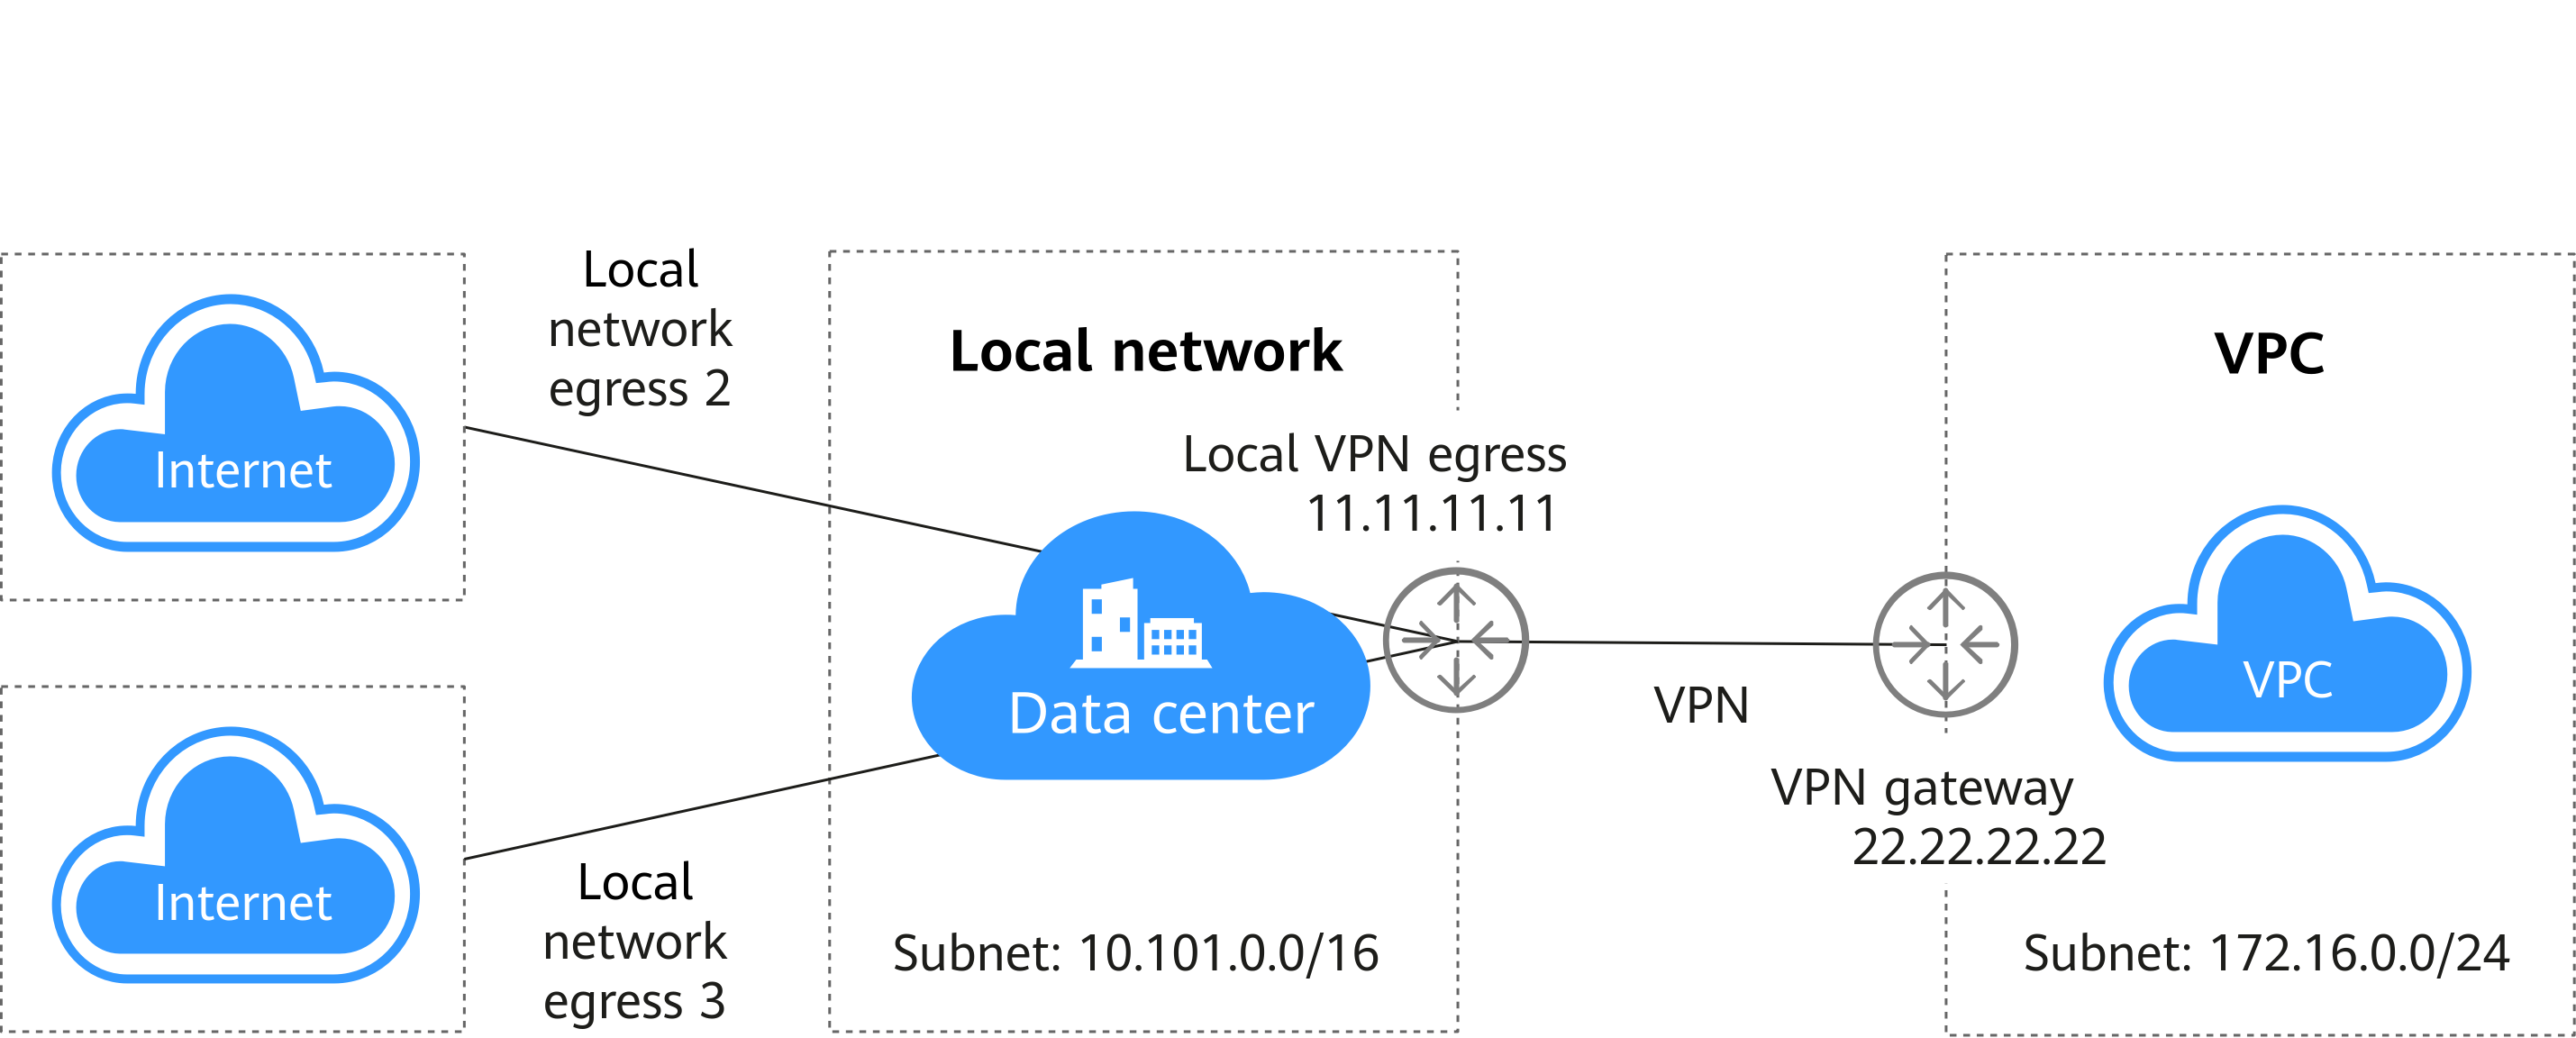 Local
network
egress 2
Internet
Local network
Local VPN egress
11.11.11.11
Data center
VPN
VPC
VPC
VPN gateway
22.22.22.22
Internet
Local
network
egress 3
Subnet: 10.101.0.0/16
Subnet: 172.16.0.0/24